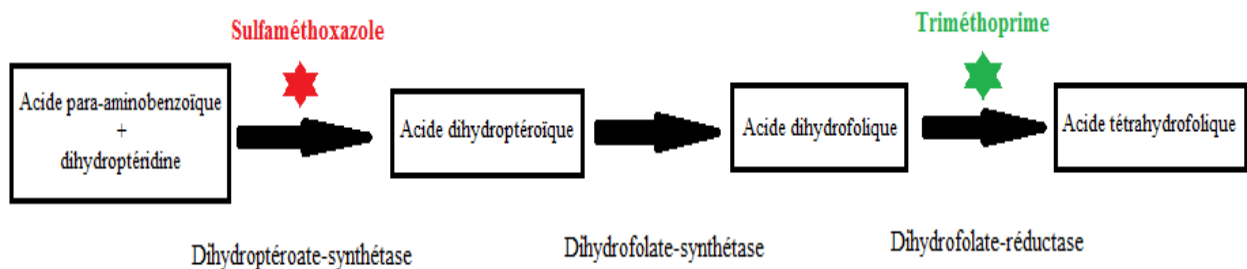 Sulfaméthoxazole
Triméthoprime
Acide para-aminobenzoïque
+
dihydroptéridine
Acide dihydroptéroïque
Acide dihydrofolique
Acide tétrahydrofolique
Dihydroptéroate-synthétase
Dihydrofolate-synthétase
Dihydrofolate-réductase